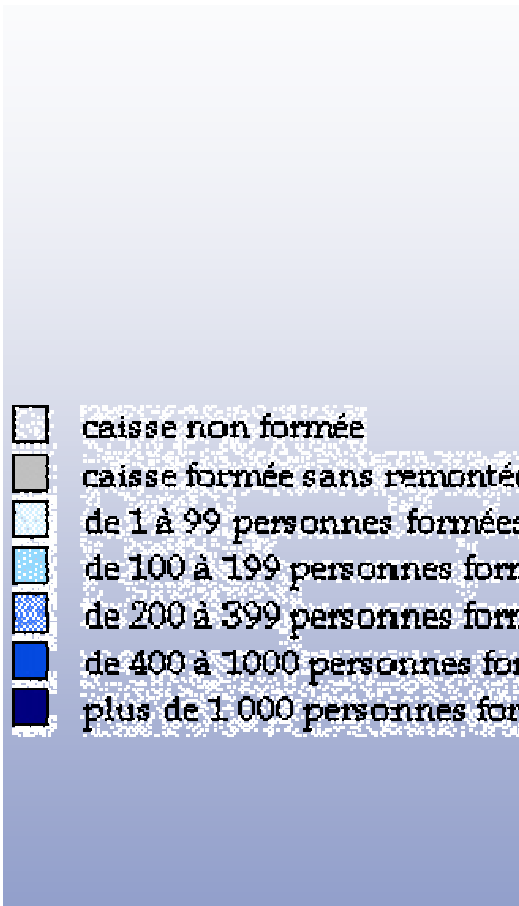 caisse non formée
caisse formée sans remontée
de 1 à 99 personnes formées
de 100 à 199 personnes form
de 200 à 399 personnes form
de 400 à 1000 personnes for
plus de 1 000 personnes for